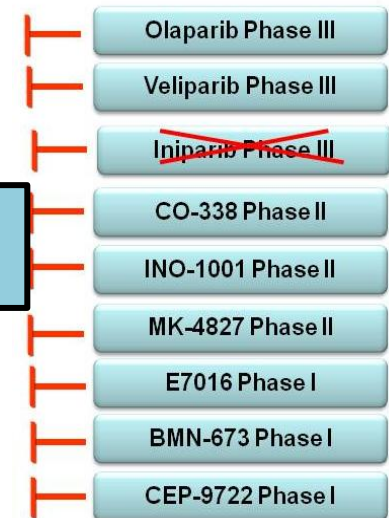 Olaparib Phase III
Veliparib Phase III
Iniparib Phase III
CO-338 Phase II
INO-1001 Phase II
MK-4827 Phase II
E7016 Phase I
BMN-673 Phase I
CEP-9722 Phase I